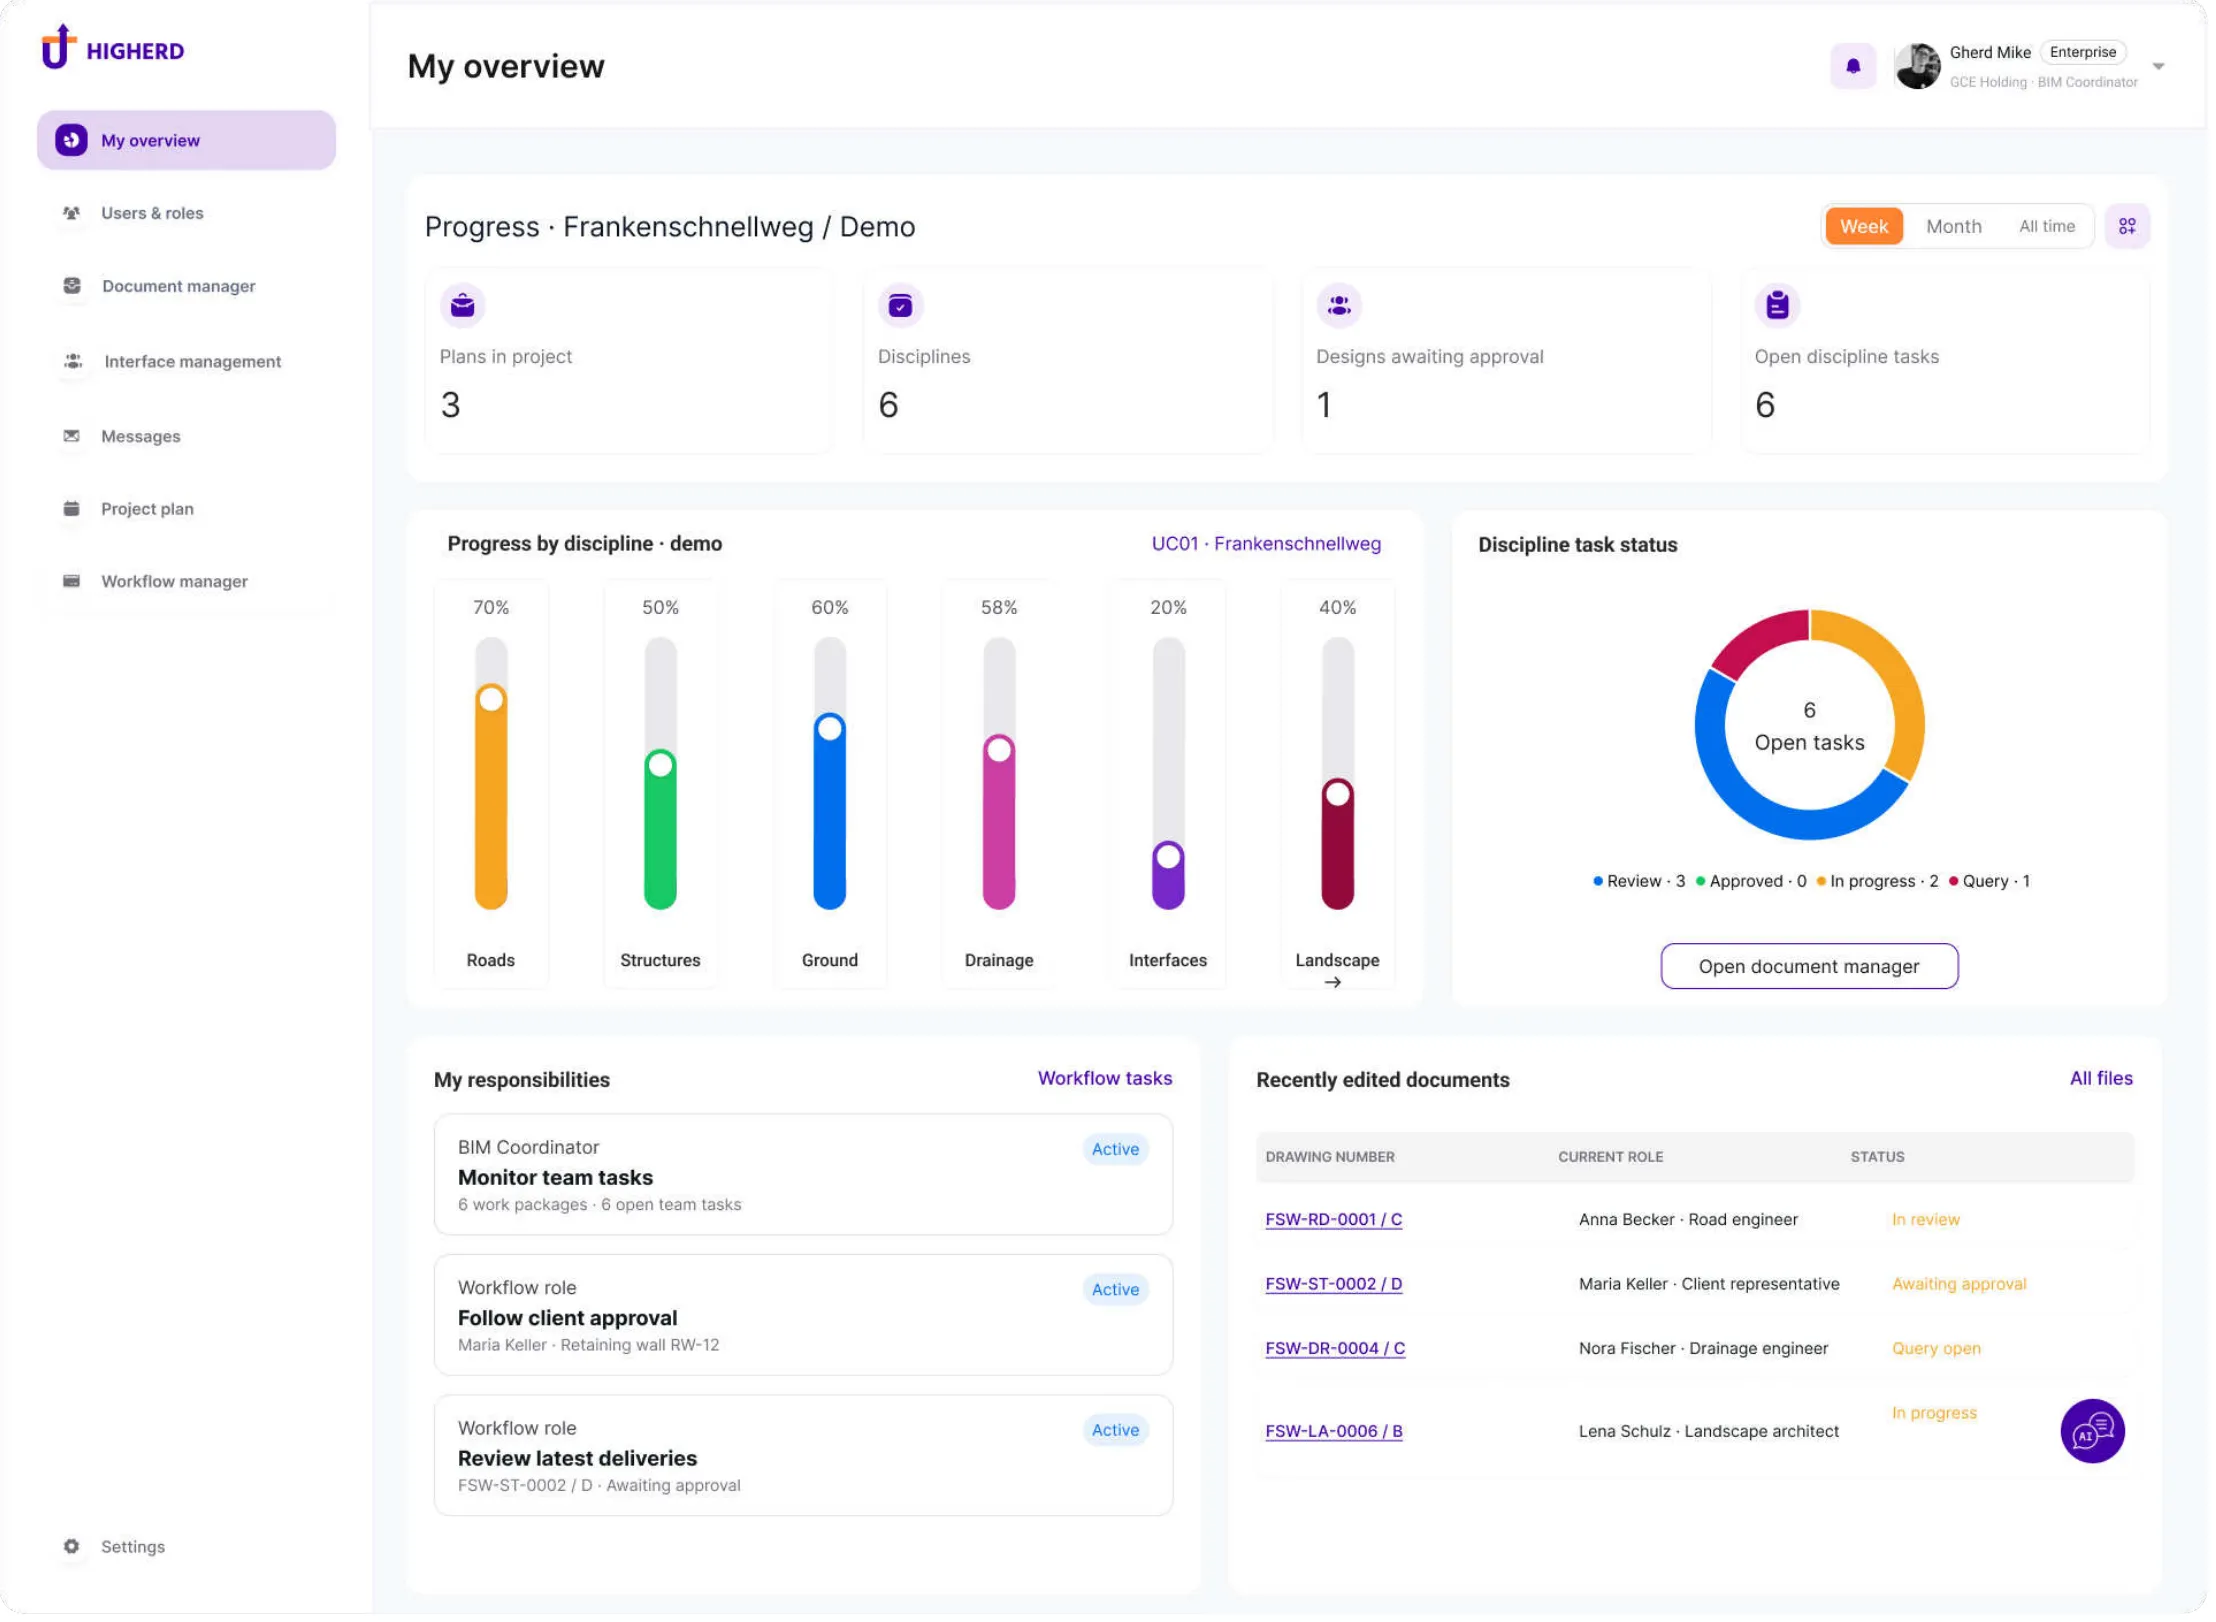 HIGHERD
My overview
Gherd Mike
Enterprise
GCE Holding · BIM Coordinator
My overview
Users & roles
Document manager
Interface management
Messages
Project plan
Workflow manager
Settings
Progress · Frankenschnellweg / Demo
Week
Month
All time
Plans in project
3
Disciplines
6
Designs awaiting approval
1
Open discipline tasks
6
Progress by discipline · demo
UC01 · Frankenschnellweg
70%
50%
60%
58%
20%
40%
Roads
Structures
Ground
Drainage
Interfaces
Landscape
→
Discipline task status
6
Open tasks
Review · 3
Approved · 0
In progress · 2
Query · 1
Open document manager
My responsibilities
Workflow tasks
BIM Coordinator
Active
Monitor team tasks
6 work packages · 6 open team tasks
Workflow role
Active
Follow client approval
Maria Keller · Retaining wall RW-12
Workflow role
Active
Review latest deliveries
FSW-ST-0002 / D · Awaiting approval
Recently edited documents
All files
DRAWING NUMBER
CURRENT ROLE
STATUS
FSW-RD-0001 / C
Anna Becker · Road engineer
In review
FSW-ST-0002 / D
Maria Keller · Client representative
Awaiting approval
FSW-DR-0004 / C
Nora Fischer · Drainage engineer
Query open
FSW-LA-0006 / B
Lena Schulz · Landscape architect
In progress
AI